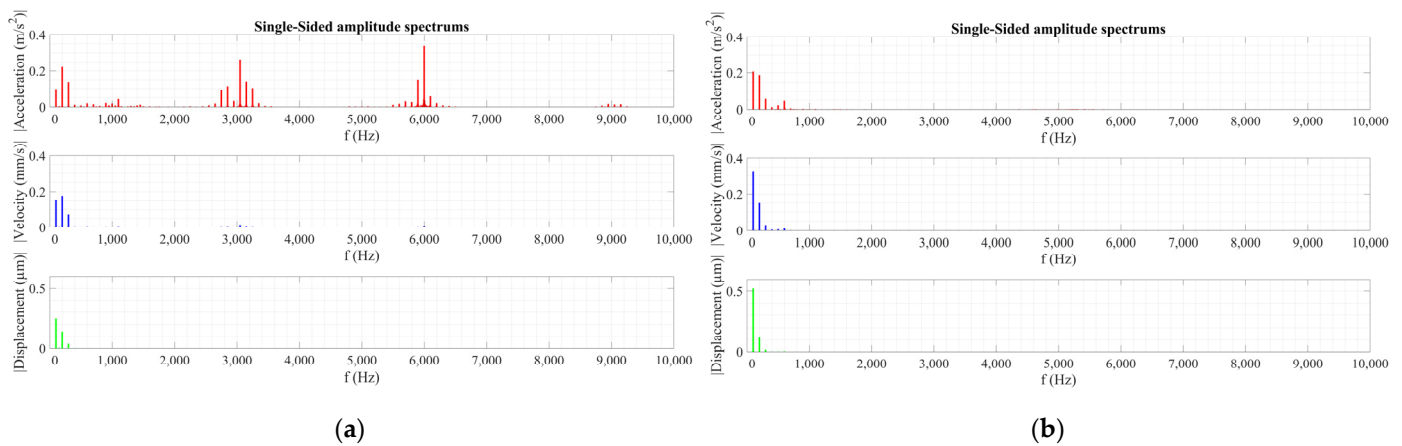 Single-Sided amplitude spectrums
|Acceleration (m/s²)|
0.4
0.2
0
0 1,000 2,000 3,000 4,000 5,000 6,000 7,000 8,000 9,000 10,000
f (Hz)
|Velocity (mm/s)|
0.4
0.2
0
0 1,000 2,000 3,000 4,000 5,000 6,000 7,000 8,000 9,000 10,000
f (Hz)
|Displacement (μm)|
0.5
0
0 1,000 2,000 3,000 4,000 5,000 6,000 7,000 8,000 9,000 10,000
f (Hz)
(a)
Single-Sided amplitude spectrums
|Acceleration (m/s²)|
0.4
0.2
0
0 1,000 2,000 3,000 4,000 5,000 6,000 7,000 8,000 9,000 10,000
f (Hz)
|Velocity (mm/s)|
0.4
0.2
0
0 1,000 2,000 3,000 4,000 5,000 6,000 7,000 8,000 9,000 10,000
f (Hz)
|Displacement (μm)|
0.5
0
0 1,000 2,000 3,000 4,000 5,000 6,000 7,000 8,000 9,000 10,000
f (Hz)
(b)